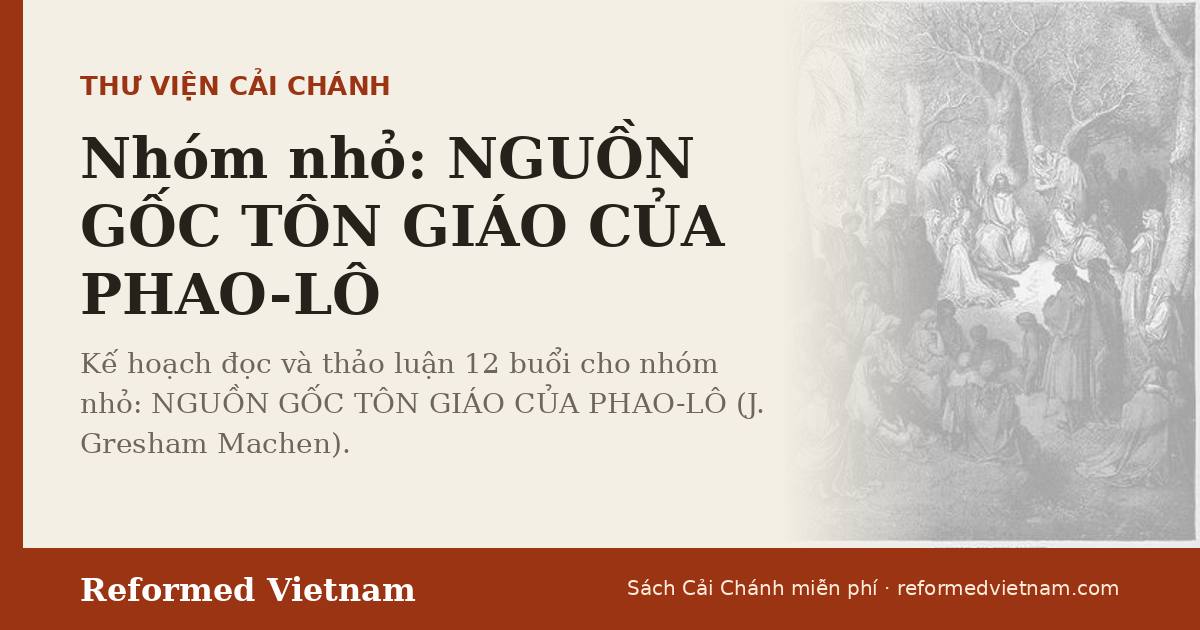 THƯ VIỆN CẢI CHÁNH
Nhóm nhỏ: NGUỒN
GỐC TÔN GIÁO CỦA
PHAO-LÔ
Kế hoạch đọc và thảo luận 12 buổi cho nhóm
nhỏ: NGUỒN GỐC TÔN GIÁO CỦA PHAO-LÔ (J.
Gresham Machen).
Reformed Vietnam
Sách Cải Chánh miễn phí · reformedvietnam.com